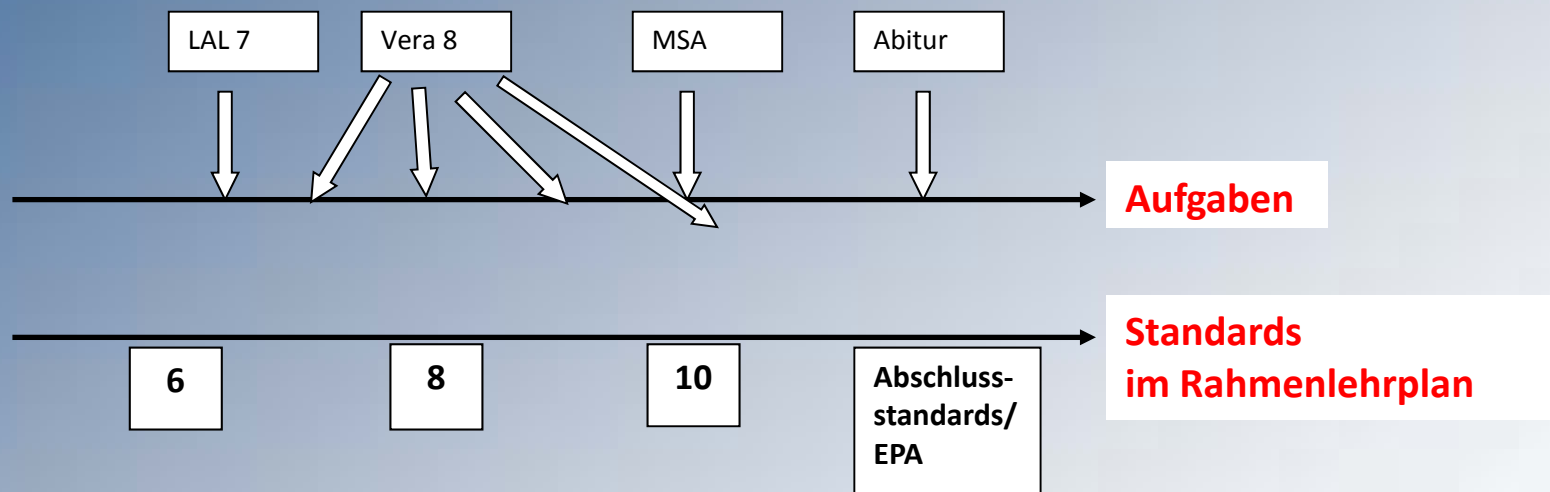 LAL 7
Vera 8
MSA
Abitur
Aufgaben
Standards
im Rahmenlehrplan
6
8
10
Abschluss-
standards/
EPA